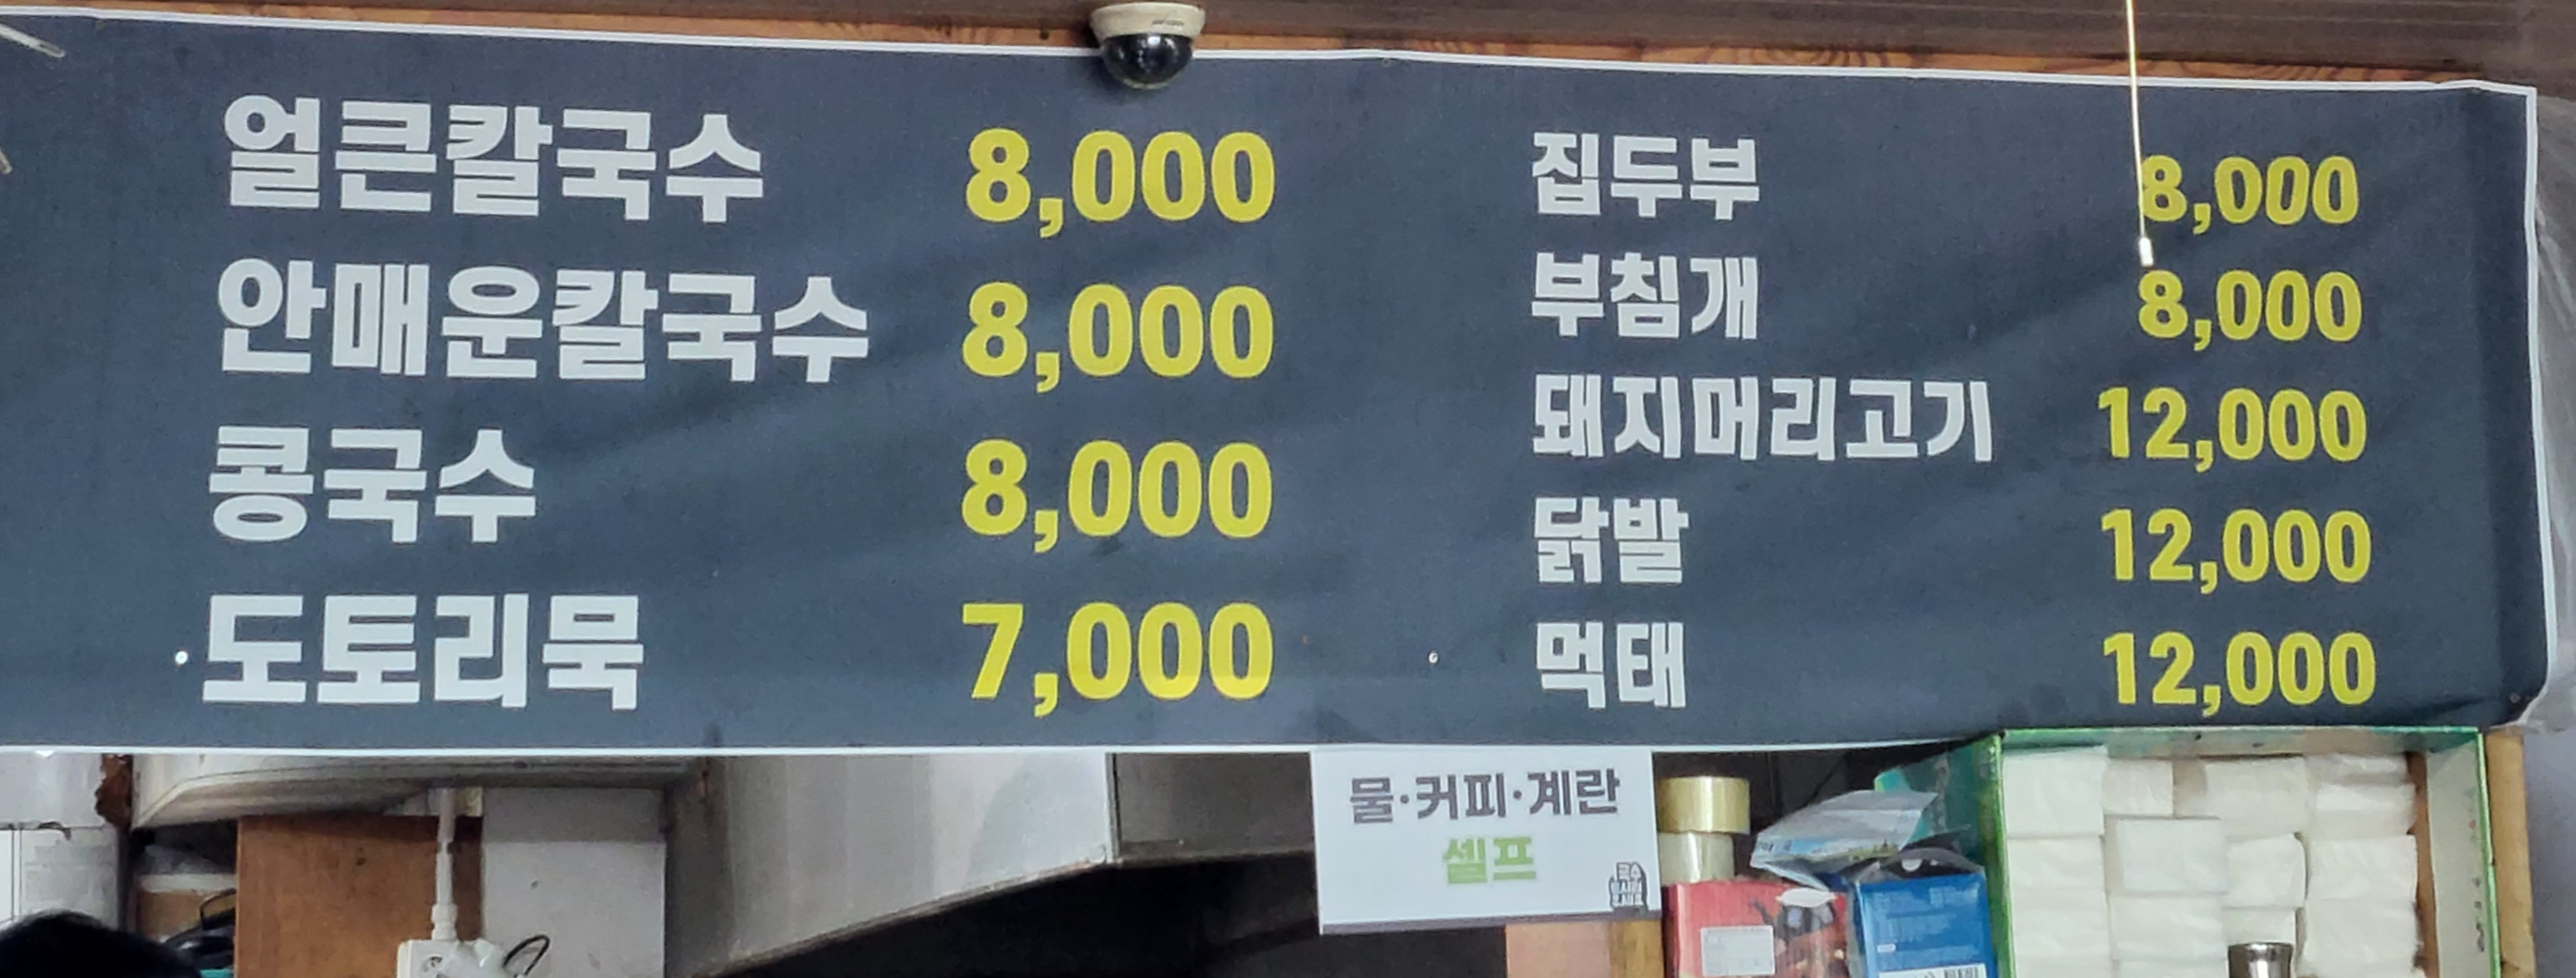 얼큰칼국수 8,000
안매운칼국수 8,000
콩국수 8,000
도토리묵 7,000
집두부 8,000
부침개 8,000
돼지머리고기 12,000
닭발 12,000
먹태 12,000
물·커피·계란
셀프